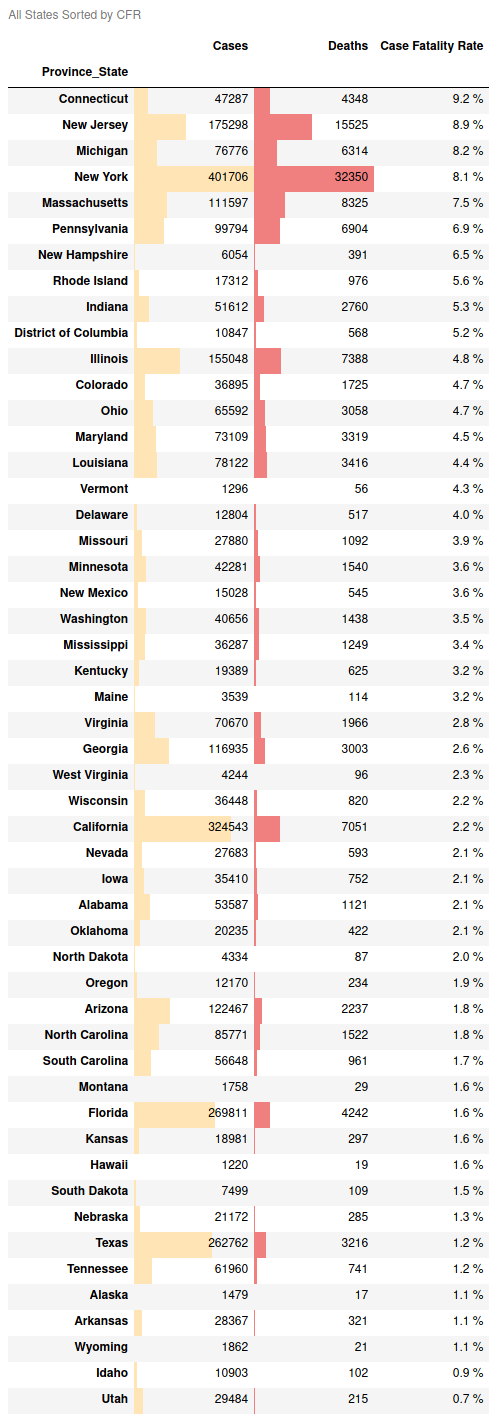 All States Sorted by CFR
Cases Deaths Case Fatality Rate
Province_State
Connecticut 47287 4348 9.2 %
New Jersey 175298 15525 8.9 %
Michigan 76776 6314 8.2 %
New York 401706 32350 8.1 %
Massachusetts 111597 8325 7.5 %
Pennsylvania 99794 6904 6.9 %
New Hampshire 6054 391 6.5 %
Rhode Island 17312 976 5.6 %
Indiana 51612 2760 5.3 %
District of Columbia 10847 568 5.2 %
Illinois 155048 7388 4.8 %
Colorado 36895 1725 4.7 %
Ohio 65592 3058 4.7 %
Maryland 73109 3319 4.5 %
Louisiana 78122 3416 4.4 %
Vermont 1296 56 4.3 %
Delaware 12804 517 4.0 %
Missouri 27880 1092 3.9 %
Minnesota 42281 1540 3.6 %
New Mexico 15028 545 3.6 %
Washington 40656 1438 3.5 %
Mississippi 36287 1249 3.4 %
Kentucky 19389 625 3.2 %
Maine 3539 114 3.2 %
Virginia 70670 1966 2.8 %
Georgia 116935 3003 2.6 %
West Virginia 4244 96 2.3 %
Wisconsin 36448 820 2.2 %
California 324543 7051 2.2 %
Nevada 27683 593 2.1 %
Iowa 35410 752 2.1 %
Alabama 53587 1121 2.1 %
Oklahoma 20235 422 2.1 %
North Dakota 4334 87 2.0 %
Oregon 12170 234 1.9 %
Arizona 122467 2237 1.8 %
North Carolina 85771 1522 1.8 %
South Carolina 56648 961 1.7 %
Montana 1758 29 1.6 %
Florida 269811 4242 1.6 %
Kansas 18981 297 1.6 %
Hawaii 1220 19 1.6 %
South Dakota 7499 109 1.5 %
Nebraska 21172 285 1.3 %
Texas 262762 3216 1.2 %
Tennessee 61960 741 1.2 %
Alaska 1479 17 1.1 %
Arkansas 28367 321 1.1 %
Wyoming 1862 21 1.1 %
Idaho 10903 102 0.9 %
Utah 29484 215 0.7 %